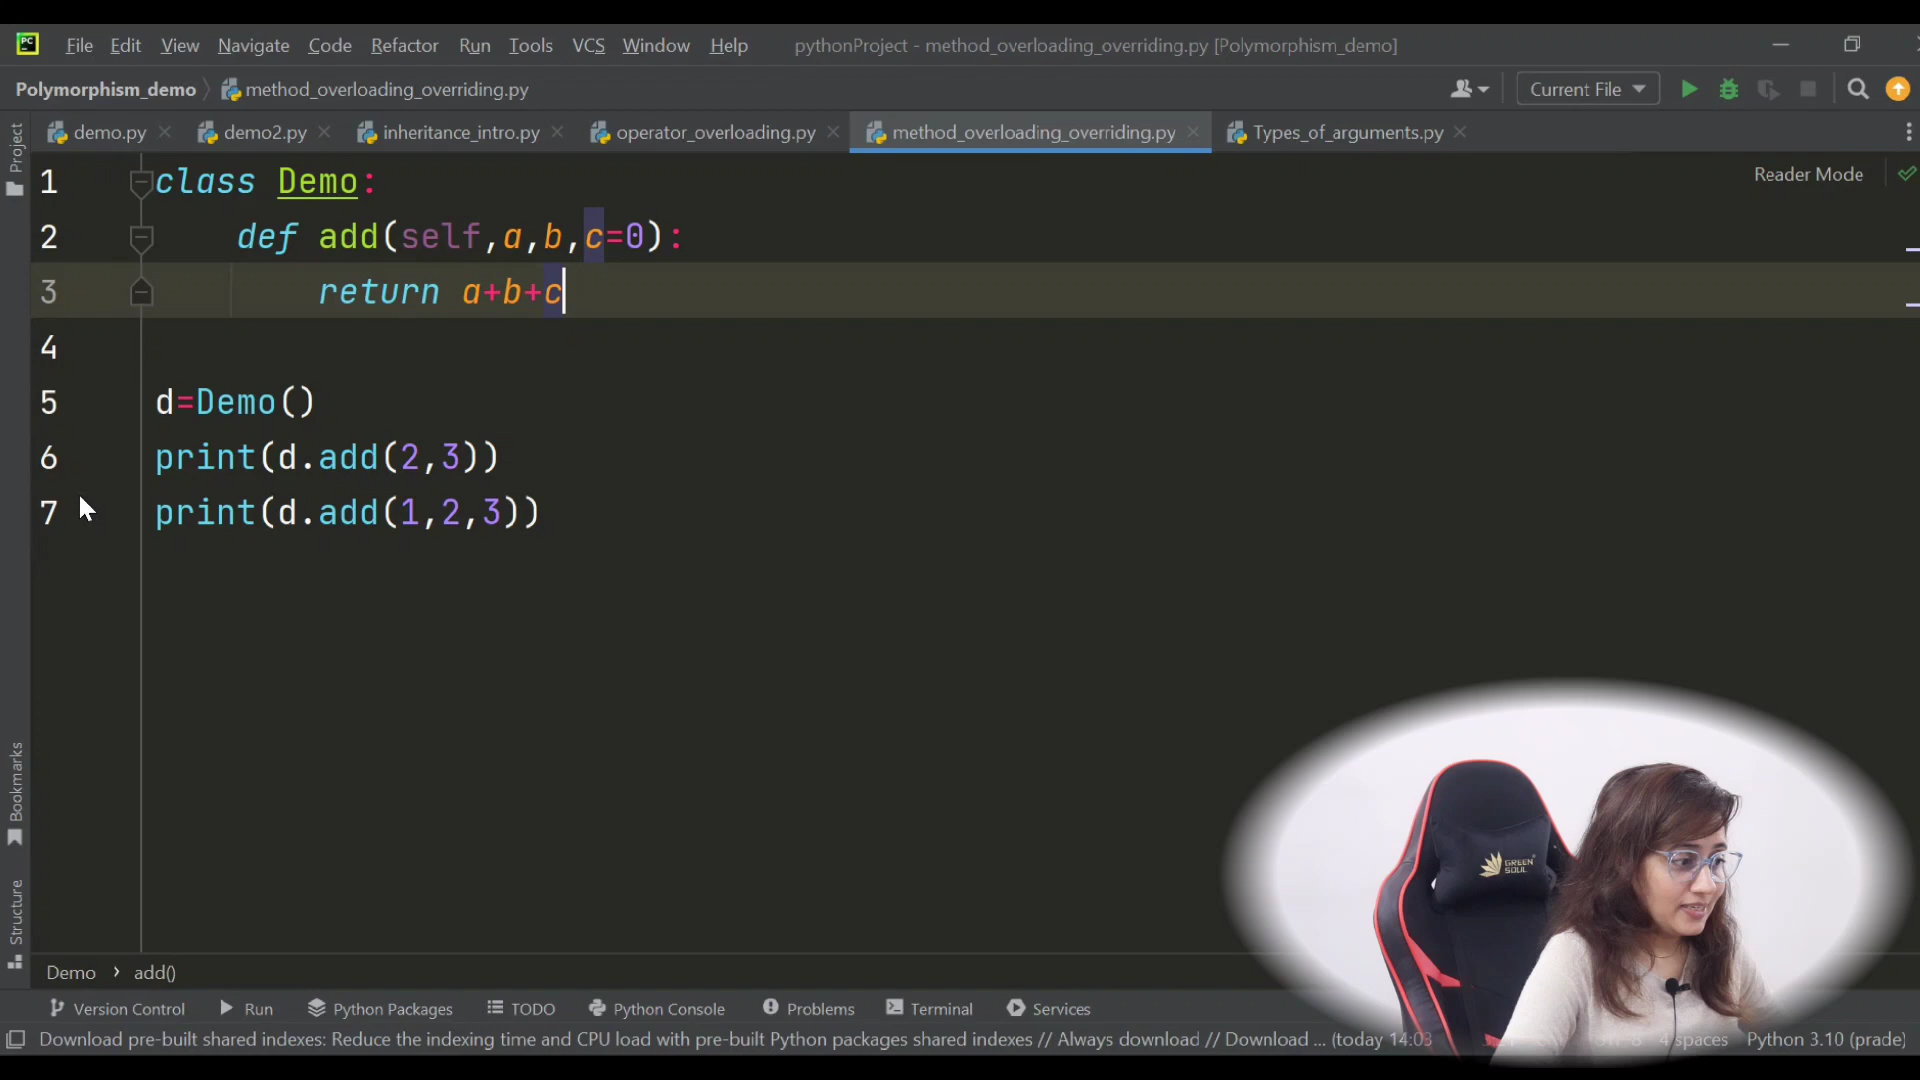 PC File Edit View Navigate Code Refactor Run Tools VCS Window Help pythonProject - method_overloading_overriding.py [Polymorphism_demo]
Polymorphism_demo method_overloading_overriding.py Current File
demo.py demo2.py inheritance_intro.py operator_overloading.py method_overloading_overriding.py Types_of_arguments.py
Project
Reader Mode
1 class Demo:
2 def add(self,a,b,c=0):
3 return a+b+c
4
5 d=Demo()
6 print(d.add(2,3))
7 print(d.add(1,2,3))
Bookmarks
Structure
GREEN
SOUL
Demo › add()
Version Control Run Python Packages TODO Python Console Problems Terminal Services
Download pre-built shared indexes: Reduce the indexing time and CPU load with pre-built Python packages shared indexes // Always download // Download ... (today 14:03 4 spaces Python 3.10 (prade)